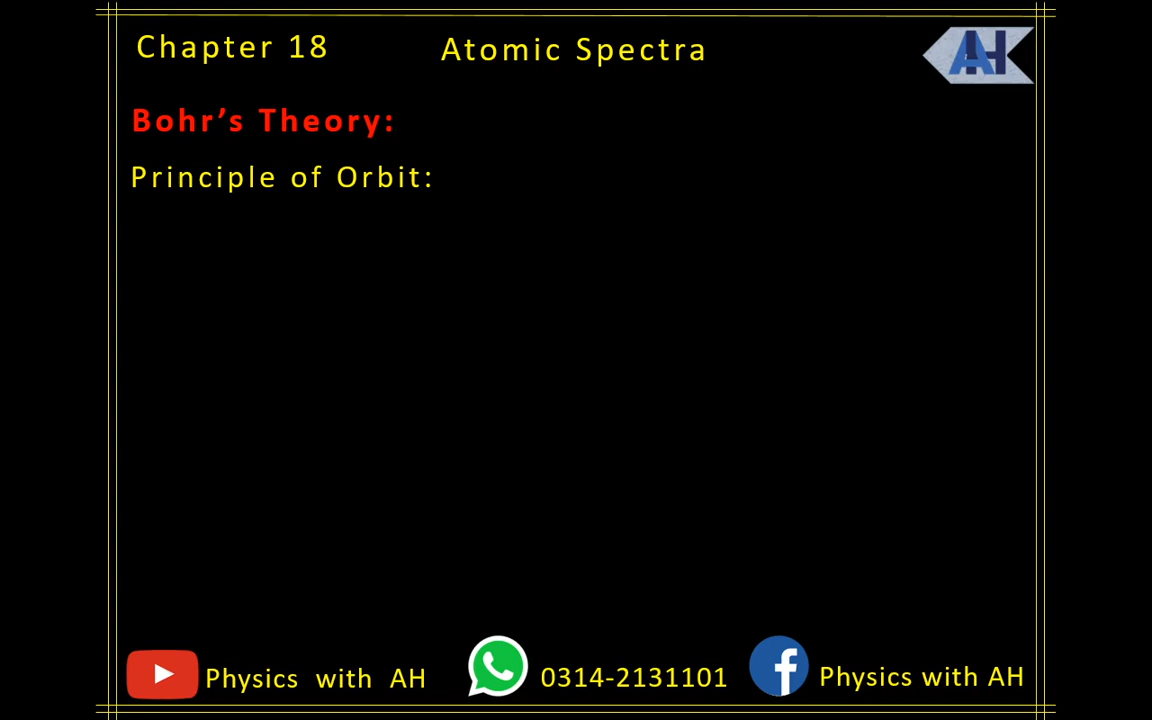 Chapter 18
Atomic Spectra
AH
Bohr’s Theory:
Principle of Orbit:
Physics with AH
0314-2131101
Physics with AH